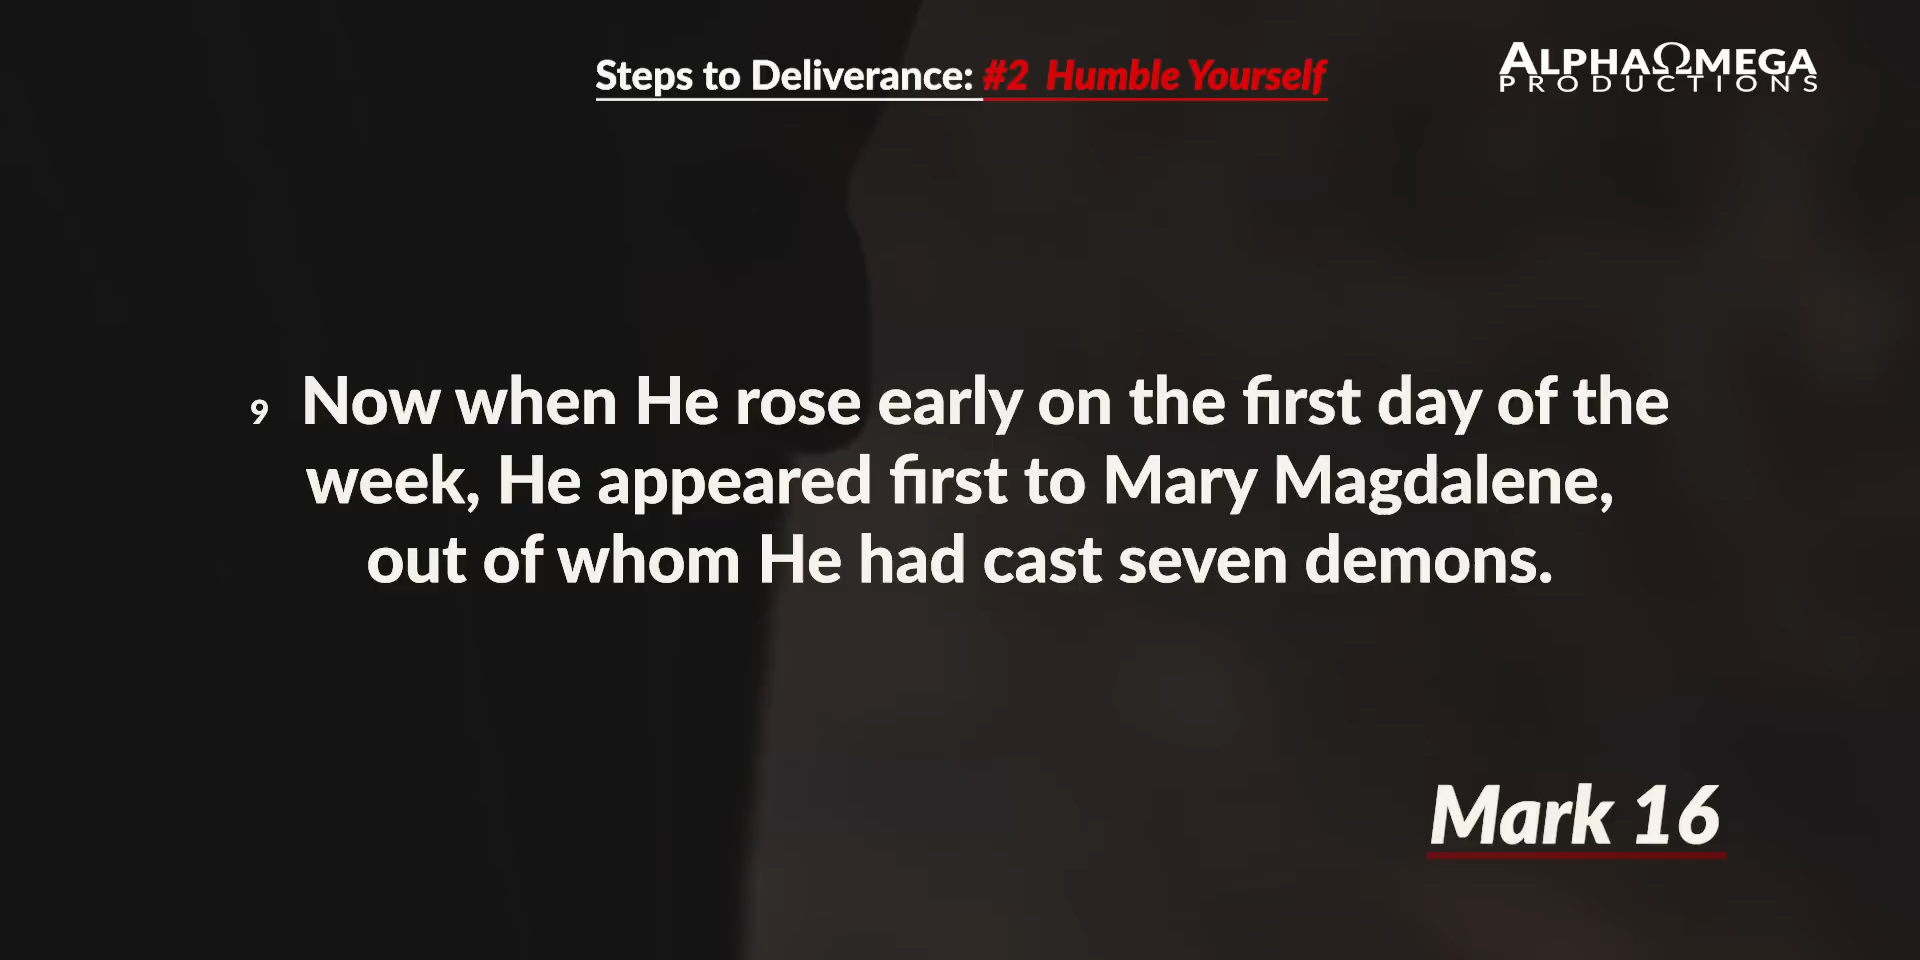 Steps to Deliverance: #2 Humble Yourself
ALPHAΩMEGA
PRODUCTIONS
9 Now when He rose early on the first day of the
week, He appeared first to Mary Magdalene,
out of whom He had cast seven demons.
Mark 16